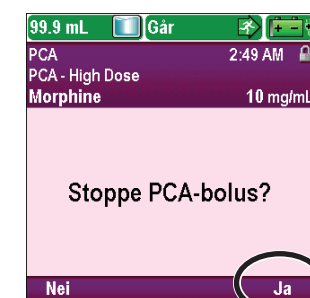 99.9 mL Går
PCA 2:49 AM
PCA - High Dose
Morphine 10 mg/mL
Stoppe PCA-bolus?
Nei Ja